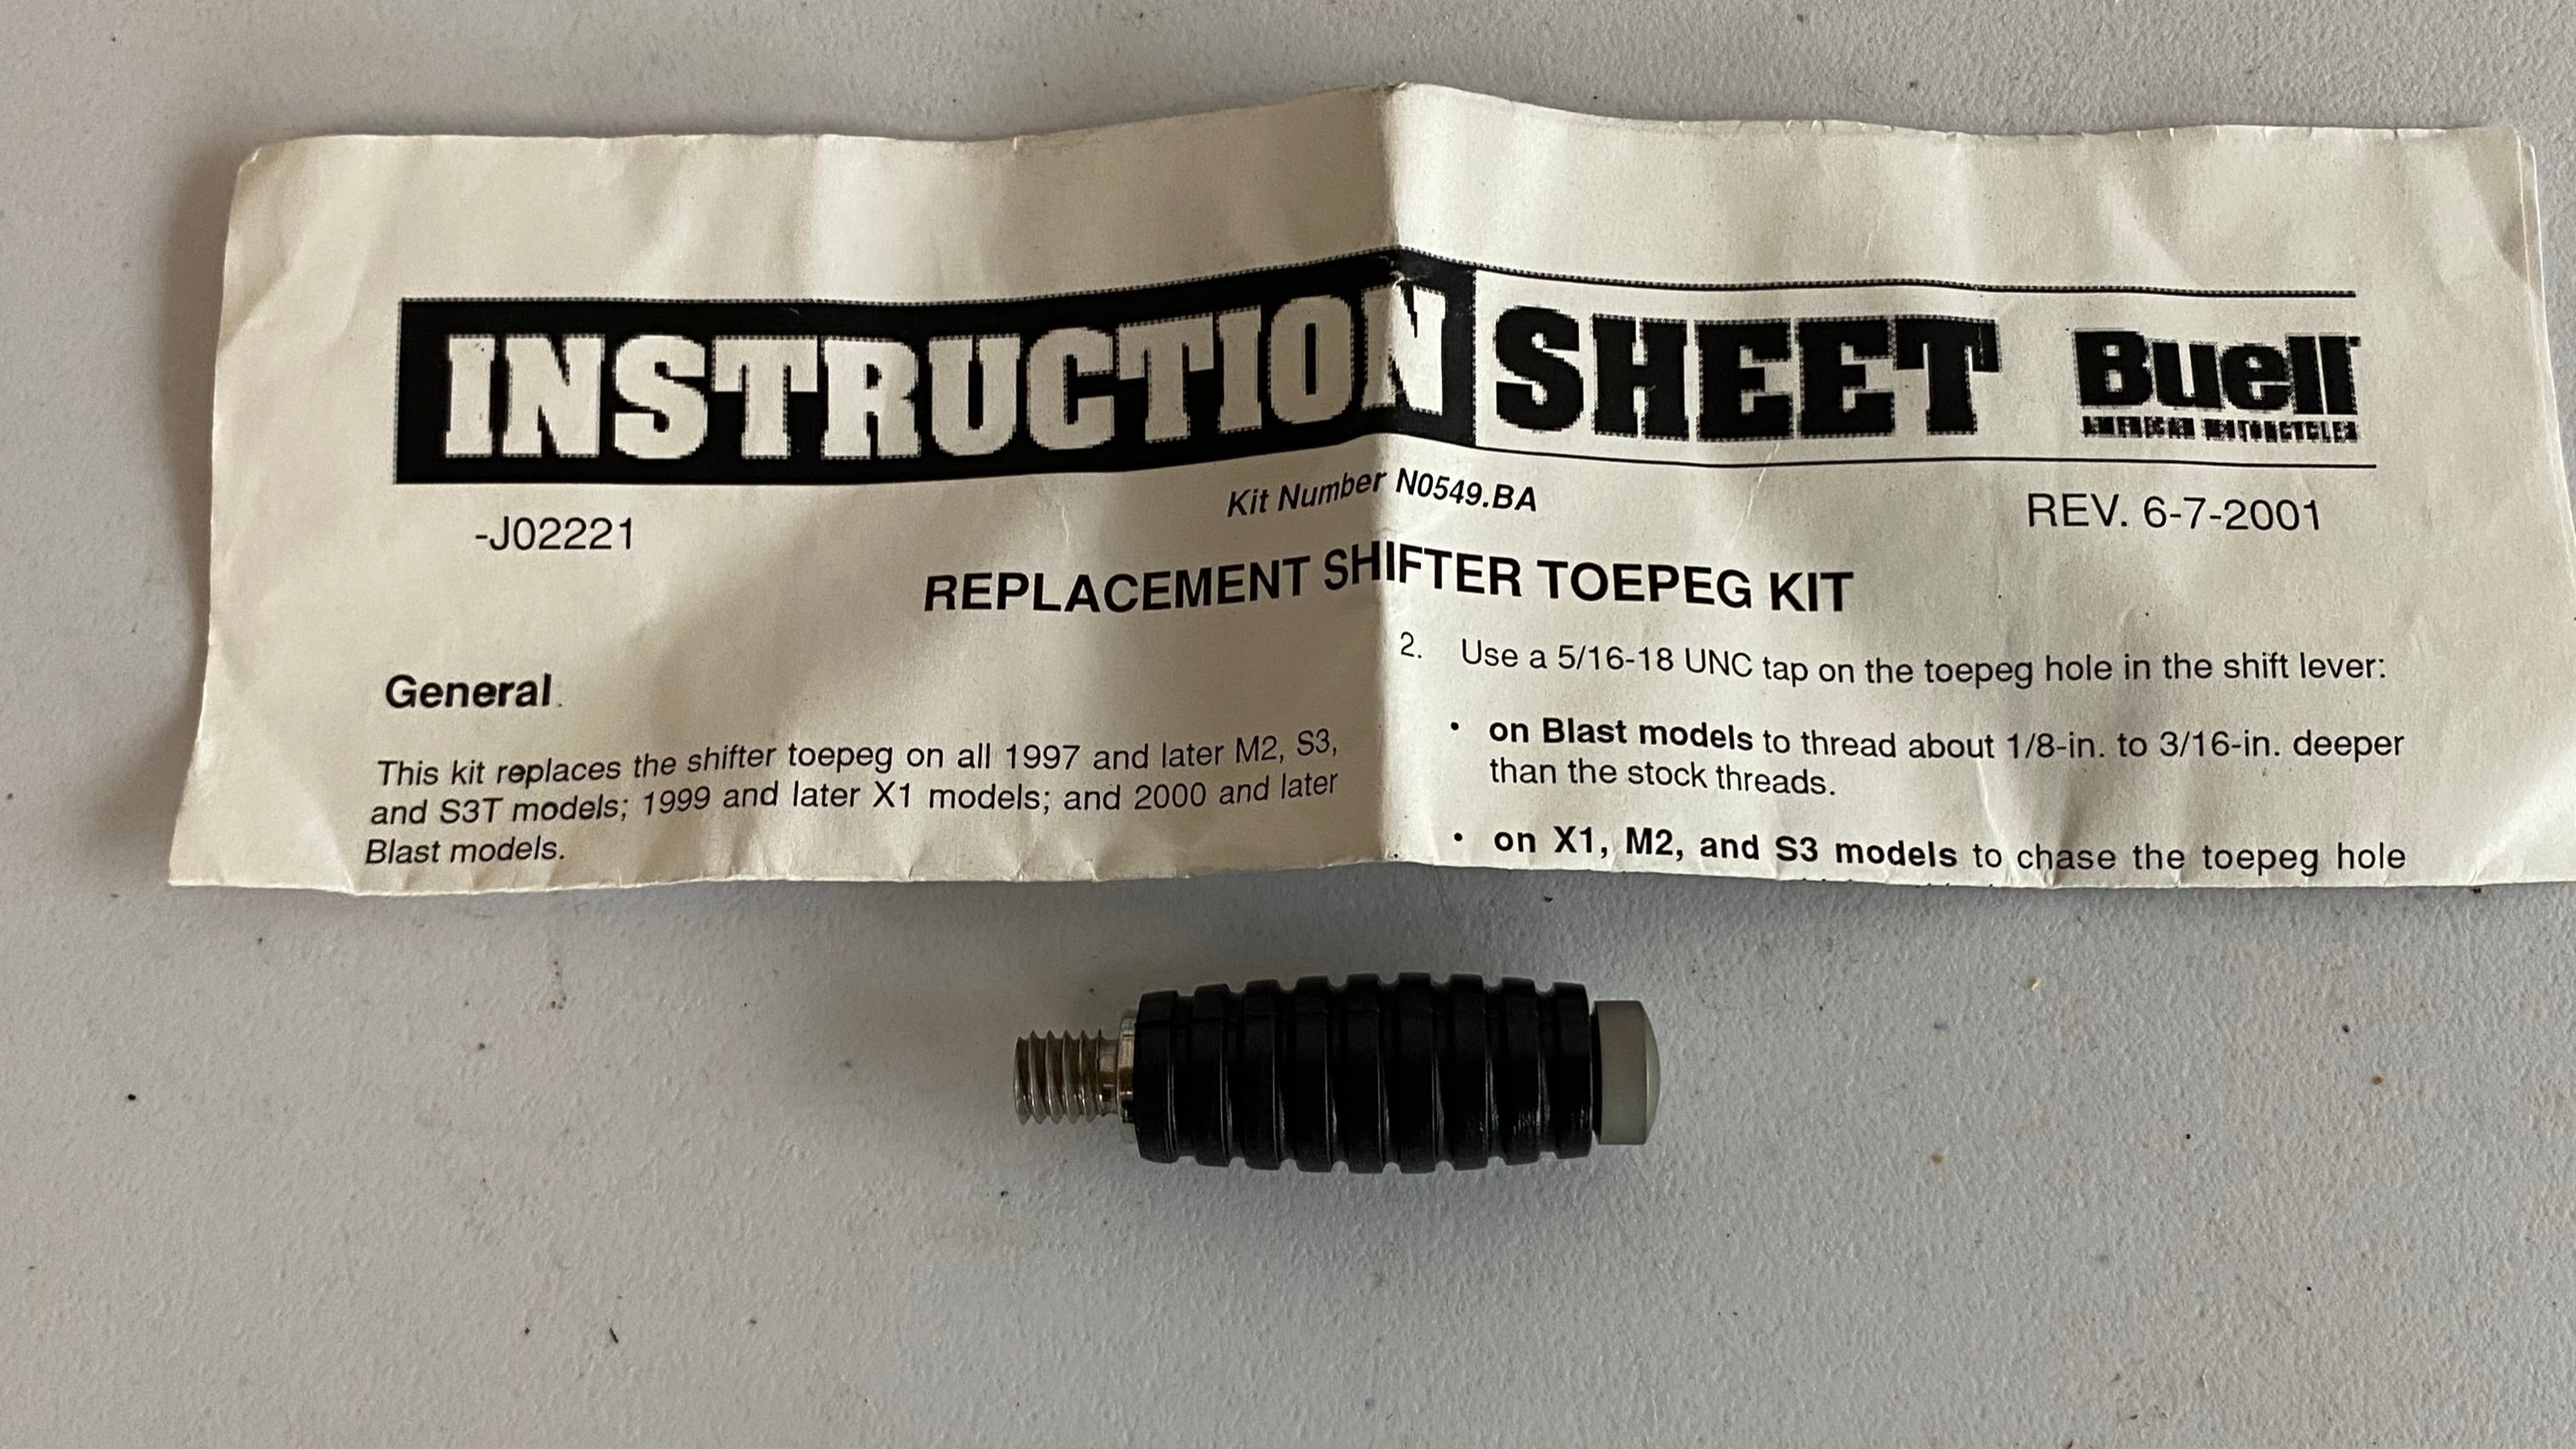 INSTRUCTION SHEET Buell
AMERICAN MOTORCYCLES
Kit Number N0549.BA
-J02221
REV. 6-7-2001
REPLACEMENT SHIFTER TOEPEG KIT
General
This kit replaces the shifter toepeg on all 1997 and later M2, S3,
and S3T models; 1999 and later X1 models; and 2000 and later
Blast models.
2. Use a 5/16-18 UNC tap on the toepeg hole in the shift lever:
• on Blast models to thread about 1/8-in. to 3/16-in. deeper
than the stock threads.
• on X1, M2, and S3 models to chase the toepeg hole